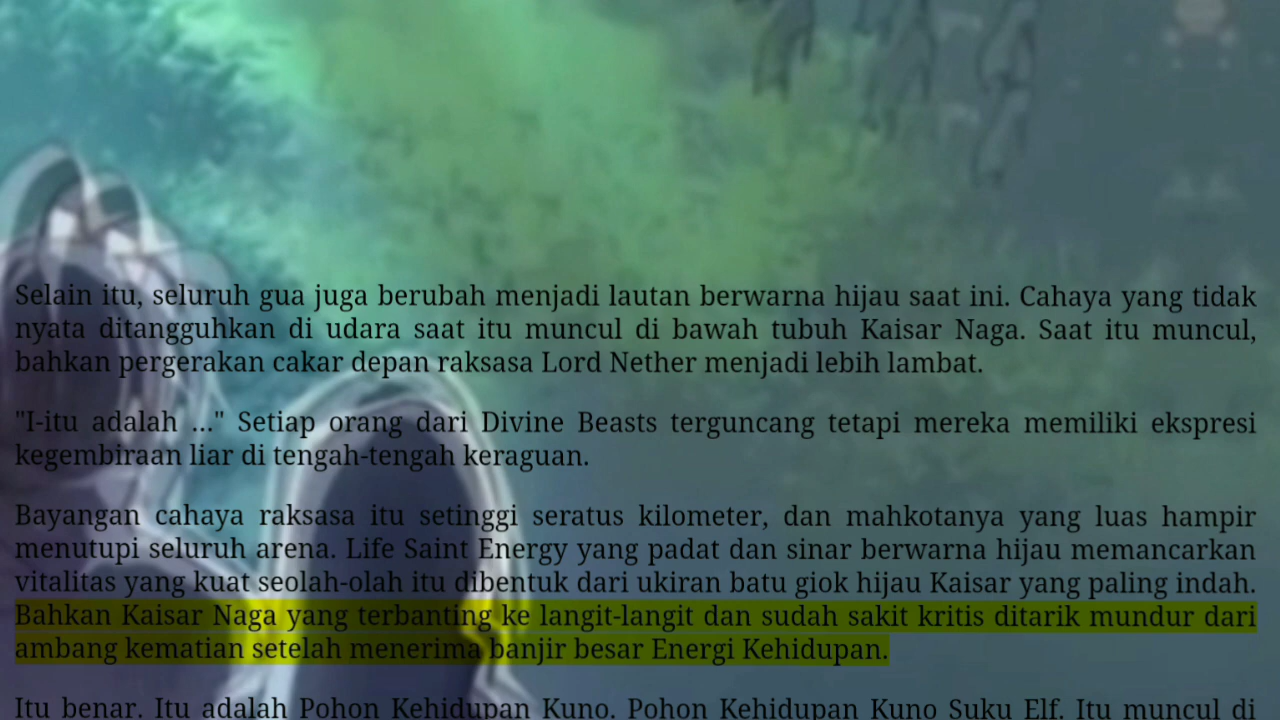 Selain itu, seluruh gua juga berubah menjadi lautan berwarna hijau saat ini. Cahaya yang tidak
nyata ditangguhkan di udara saat itu muncul di bawah tubuh Kaisar Naga. Saat itu muncul,
bahkan pergerakan cakar depan raksasa Lord Nether menjadi lebih lambat.
"I-itu adalah ..." Setiap orang dari Divine Beasts terguncang tetapi mereka memiliki ekspresi
kegembiraan liar di tengah-tengah keraguan.
Bayangan cahaya raksasa itu setinggi seratus kilometer, dan mahkotanya yang luas hampir
menutupi seluruh arena. Life Saint Energy yang padat dan sinar berwarna hijau memancarkan
vitalitas yang kuat seolah-olah itu dibentuk dari ukiran batu giok hijau Kaisar yang paling indah.
Bahkan Kaisar Naga yang terbanting ke langit-langit dan sudah sakit kritis ditarik mundur dari
ambang kematian setelah menerima banjir besar Energi Kehidupan.
Itu benar. Itu adalah Pohon Kehidupan Kuno. Pohon Kehidupan Kuno Suku Elf. Itu muncul di